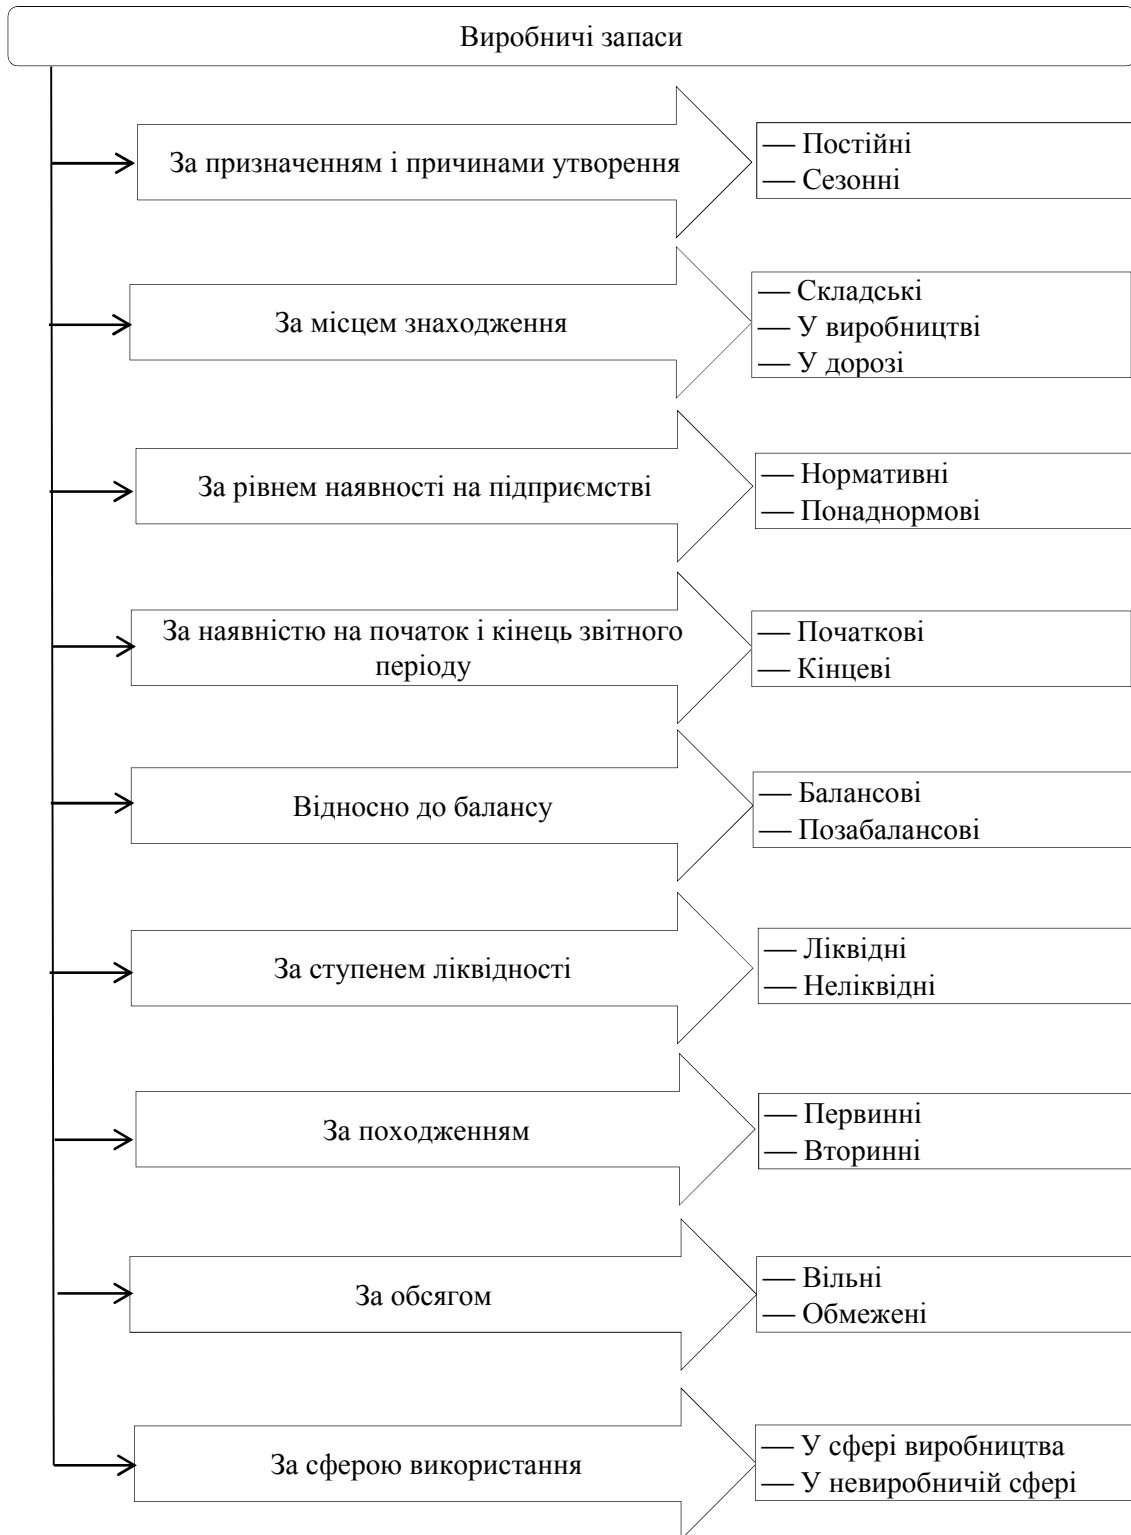 Виробничі запаси
За призначенням і причинами утворення
— Постійні
— Сезонні
За місцем знаходження
— Складські
— У виробництві
— У дорозі
За рівнем наявності на підприємстві
— Нормативні
— Понаднормові
За наявністю на початок і кінець звітного
періоду
— Початкові
— Кінцеві
Відносно до балансу
— Балансові
— Позабалансові
За ступенем ліквідності
— Ліквідні
— Неліквідні
За походженням
— Первинні
— Вторинні
За обсягом
— Вільні
— Обмежені
За сферою використання
— У сфері виробництва
— У невиробничій сфері